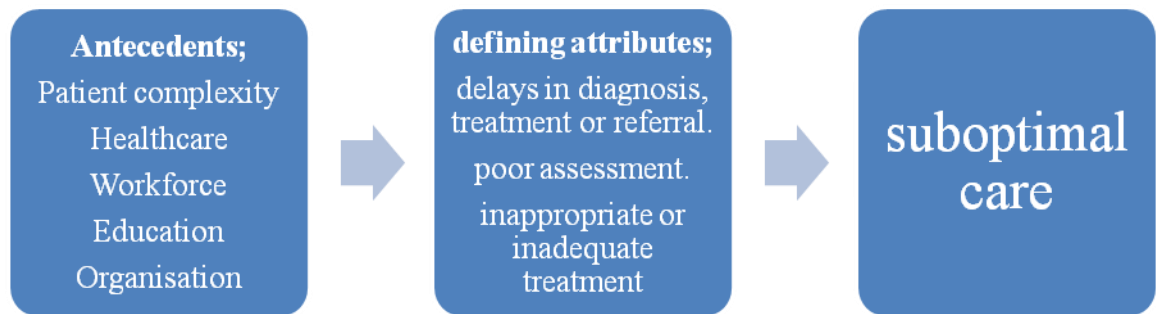 Antecedents;
Patient complexity
Healthcare
Workforce
Education
Organisation
defining attributes;
delays in diagnosis,
treatment or referral.
poor assessment.
inappropriate or
inadequate
treatment
suboptimal
care